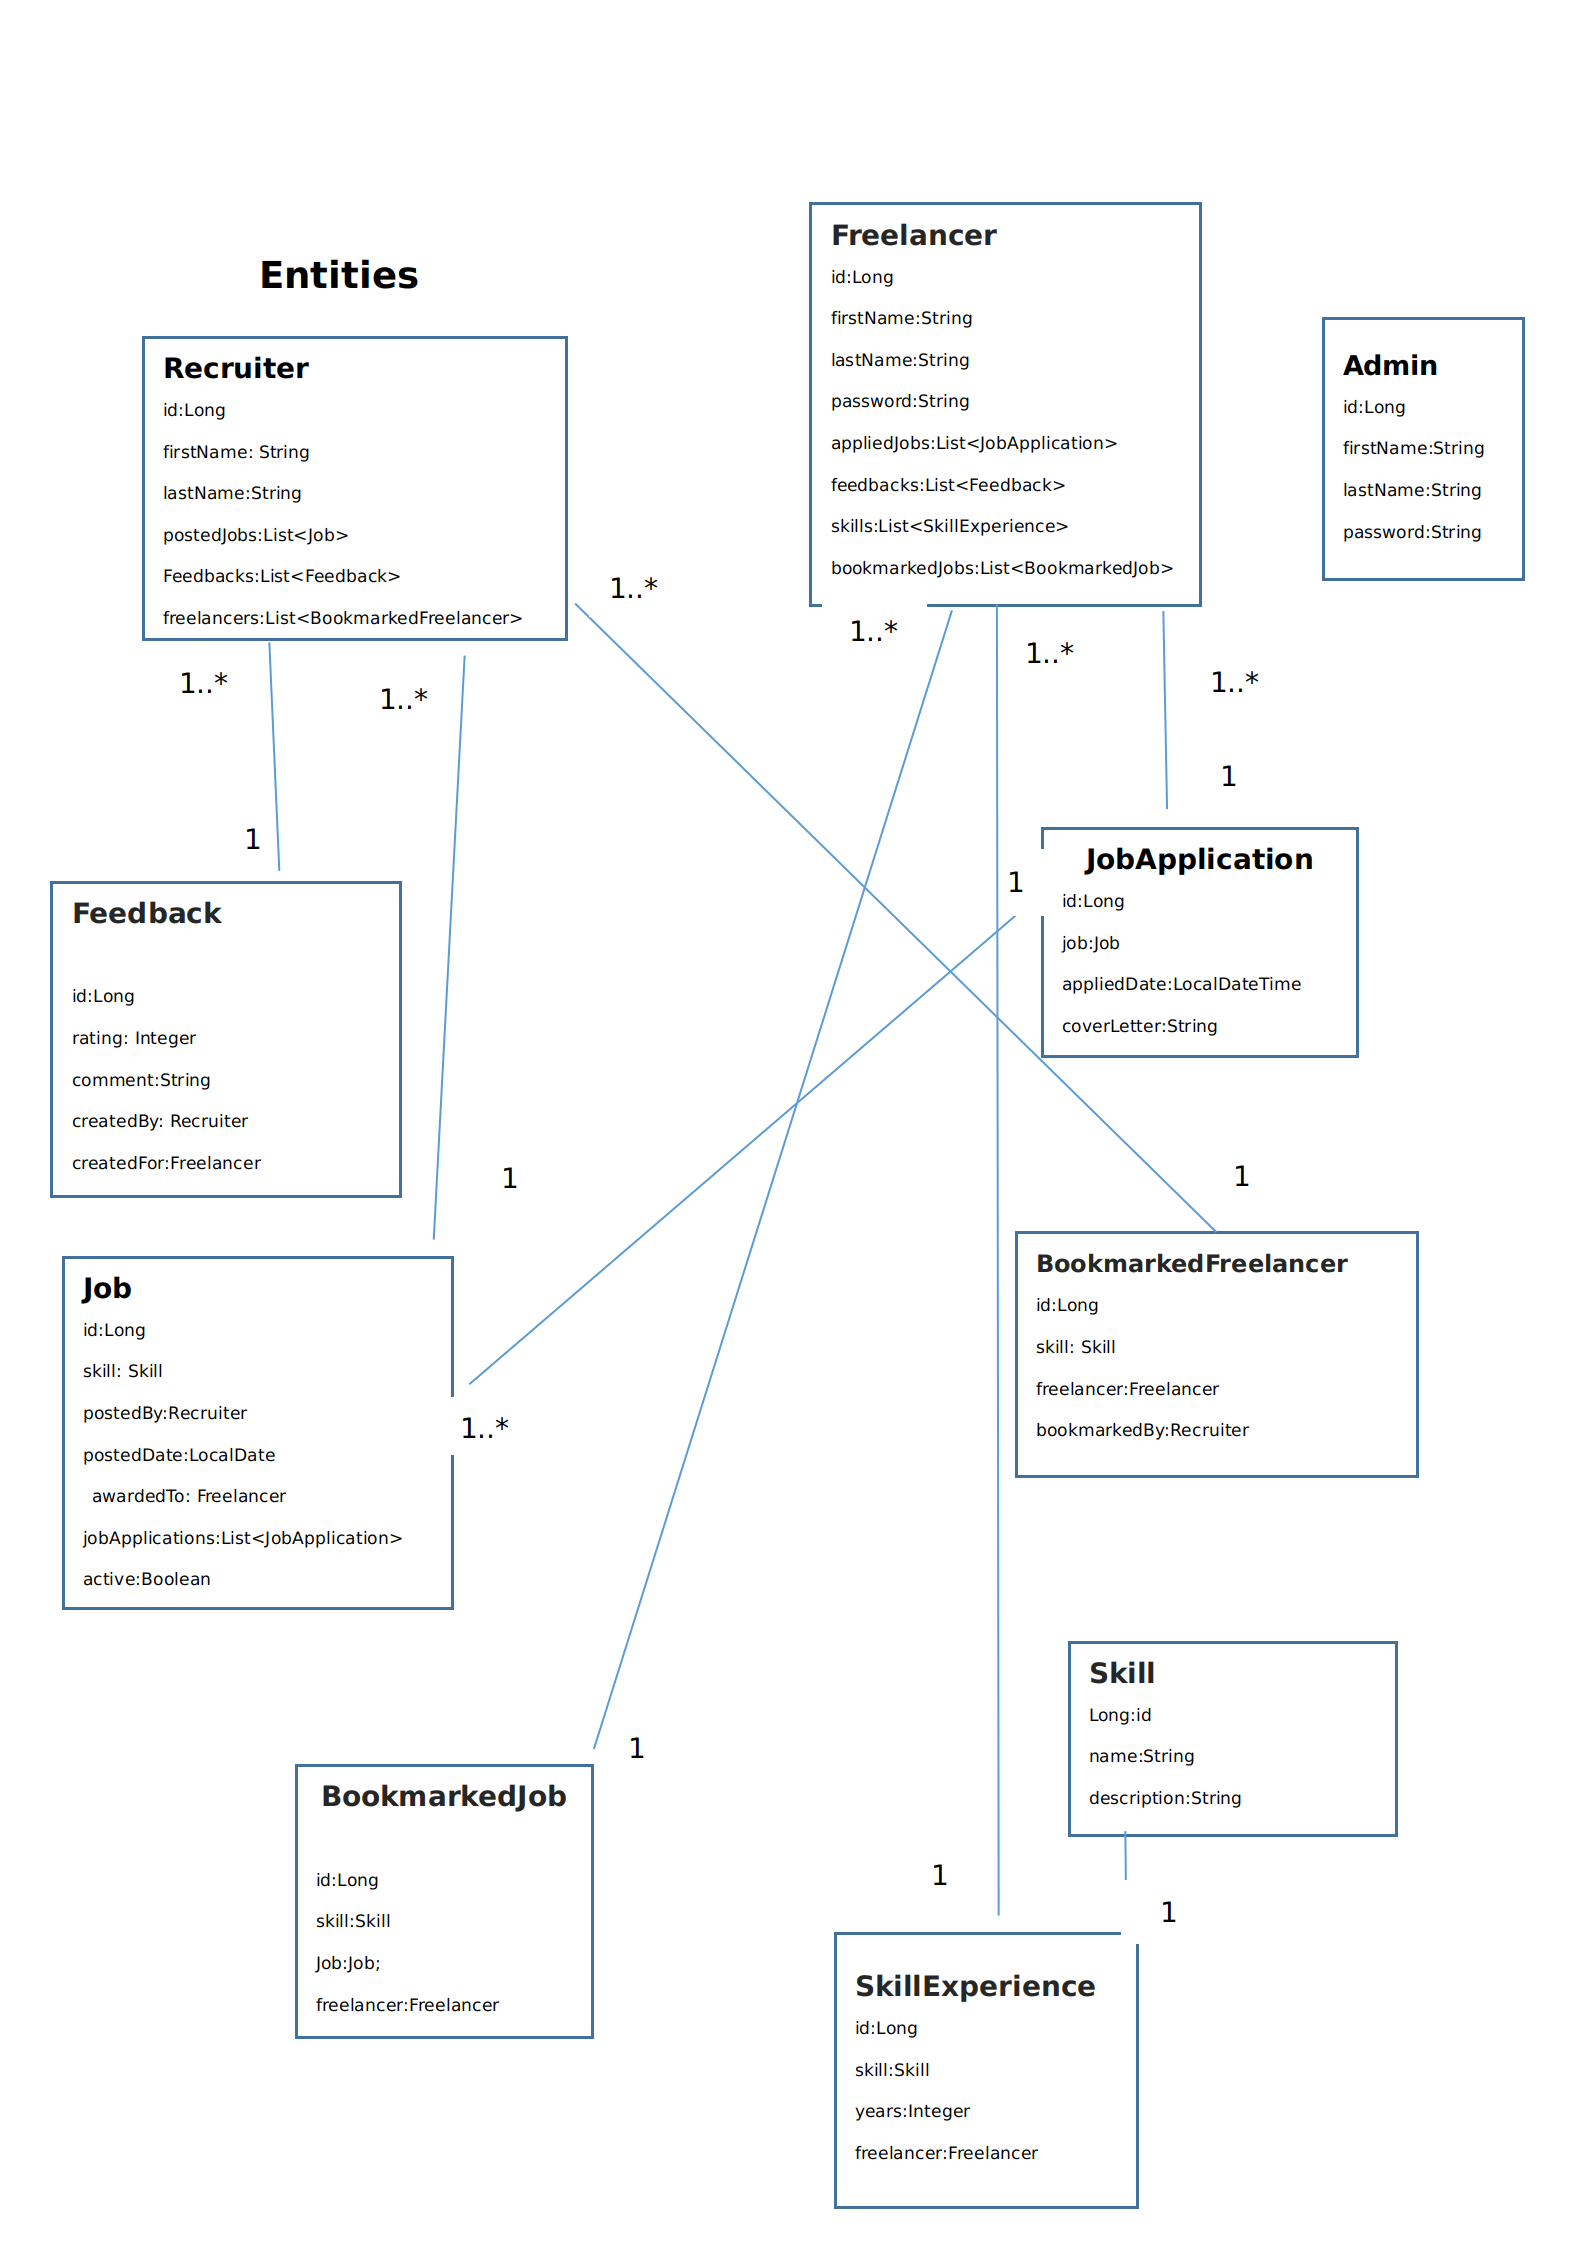 Entities
Recruiter
id:Long
firstName: String
lastName:String
postedJobs:List<Job>
Feedbacks:List<Feedback>
freelancers:List<BookmarkedFreelancer>
Freelancer
id:Long
firstName:String
lastName:String
password:String
appliedJobs:List<JobApplication>
feedbacks:List<Feedback>
skills:List<SkillExperience>
bookmarkedJobs:List<BookmarkedJob>
Admin
id:Long
firstName:String
lastName:String
password:String
1..*
1..*
1..*
1..*
1..*
1..*
1
1
1
Feedback
id:Long
rating: Integer
comment:String
createdBy: Recruiter
createdFor:Freelancer
JobApplication
id:Long
job:Job
appliedDate:LocalDateTime
coverLetter:String
1
1
Job
id:Long
skill: Skill
postedBy:Recruiter
postedDate:LocalDate
awardedTo: Freelancer
jobApplications:List<JobApplication>
active:Boolean
1..*
BookmarkedFreelancer
id:Long
skill: Skill
freelancer:Freelancer
bookmarkedBy:Recruiter
Skill
Long:id
name:String
description:String
1
BookmarkedJob
id:Long
skill:Skill
Job:Job;
freelancer:Freelancer
1
1
SkillExperience
id:Long
skill:Skill
years:Integer
freelancer:Freelancer